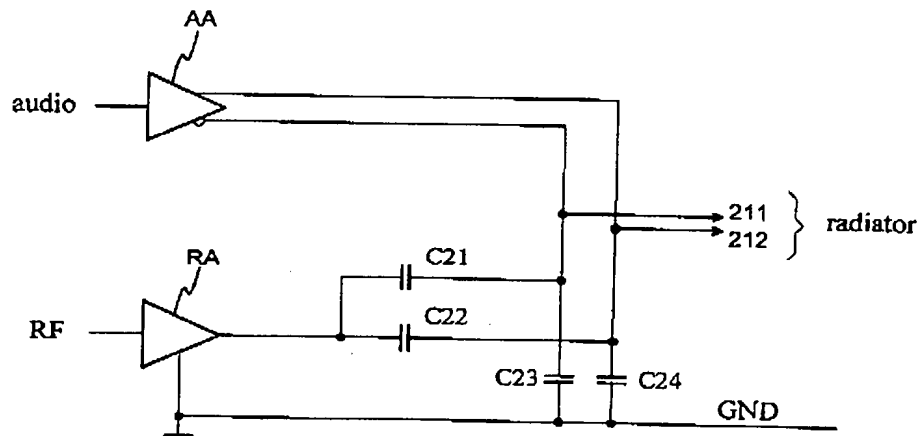 AA
audio
211
212
radiator
C21
RA
C22
RF
C23
C24
GND